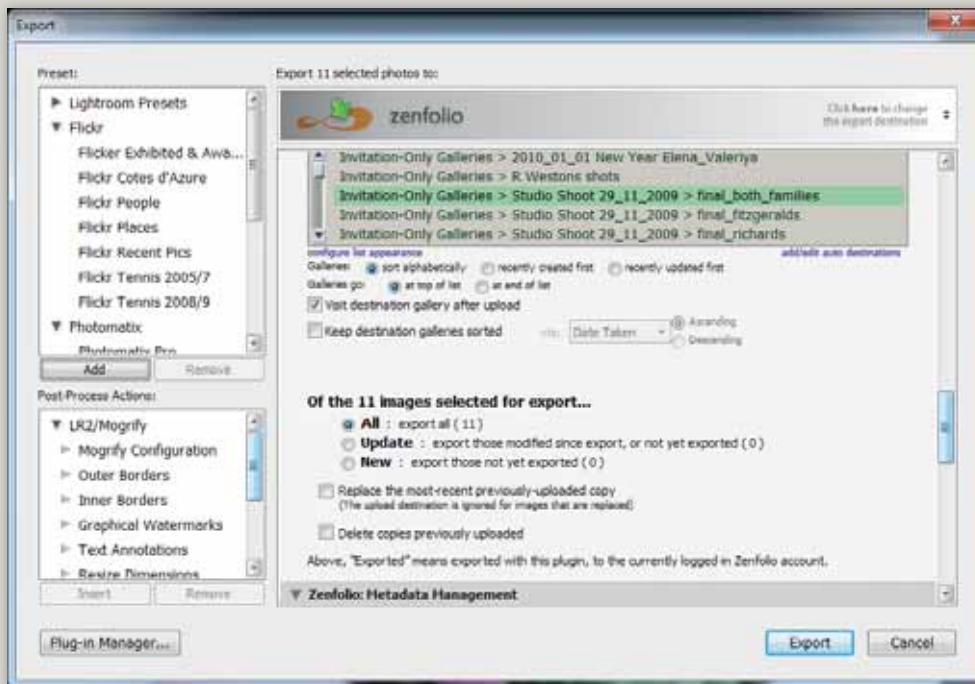 Export
Preset:
Lightroom Presets
Flickr
Flicker Exhibited & Awa...
Flickr Cotes d'Azure
Flickr People
Flickr Places
Flickr Recent Pics
Flickr Tennis 2005/7
Flickr Tennis 2008/9
Photomatix
Photomatix Pro
Add
Remove
Post-Process Actions:
LR2/Mogrify
Mogrify Configuration
Outer Borders
Inner Borders
Graphical Watermarks
Text Annotations
Resize Dimensions
Insert
Remove
Plug-in Manager...
Export 11 selected photos to:
zenfolio
Click here to change
the export destination
Invitation-Only Galleries > 2010_01_01 New Year Elena_Valeriya
Invitation-Only Galleries > R Westons shots
Invitation-Only Galleries > Studio Shoot 29_11_2009 > final_both_families
Invitation-Only Galleries > Studio Shoot 29_11_2009 > final_fitzgeralds
Invitation-Only Galleries > Studio Shoot 29_11_2009 > final_richards
configure list appearance
add/edit auto destinations
Galleries: sort alphabetically recently created first recently updated first
Galleries go: at top of list at end of list
Visit destination gallery after upload
Keep destination galleries sorted
Date Taken
Ascending
Descending
Of the 11 images selected for export...
All : export all ( 11 )
Update : export those modified since export, or not yet exported ( 0 )
New : export those not yet exported ( 0 )
Replace the most-recent previously-uploaded copy
(The upload destination is ignored for images that are replaced)
Delete copies previously uploaded
Above, "Exported" means exported with this plugin, to the currently logged in Zenfolio account.
Zenfolio: Metadata Management
Export
Cancel